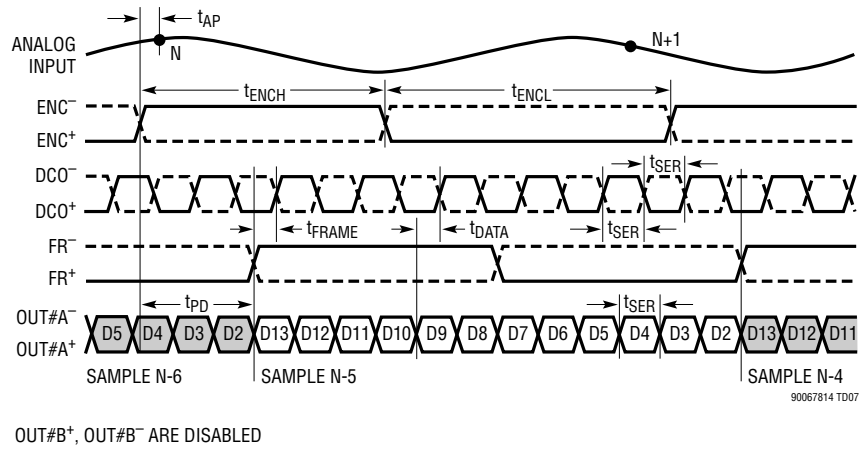 tAP
ANALOG INPUT
N
N+1
tENCH
tENCL
ENC–
ENC+
DCO–
DCO+
tSER
tFRAME
tDATA
tSER
FR–
FR+
tPD
tSER
OUT#A–
OUT#A+
D5 D4 D3 D2 D13 D12 D11 D10 D9 D8 D7 D6 D5 D4 D3 D2 D13 D12 D11
SAMPLE N-6
SAMPLE N-5
SAMPLE N-4
90067814 TD07
OUT#B+, OUT#B– ARE DISABLED